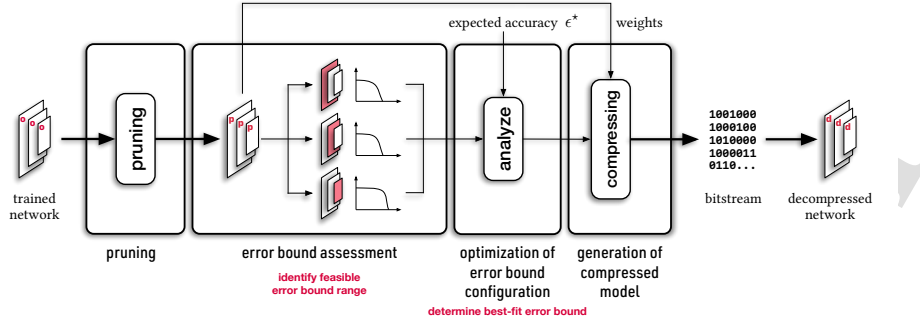 expected accuracy ϵ*
weights
o
o
o
pruning
p
p
p
analyze
compressing
1001000
1000100
1010000
1000011
0110...
d
d
d
trained
network
bitstream
decompressed
network
pruning
error bound assessment
optimization of
error bound
configuration
generation of
compressed
model
identify feasible
error bound range
determine best-fit error bound